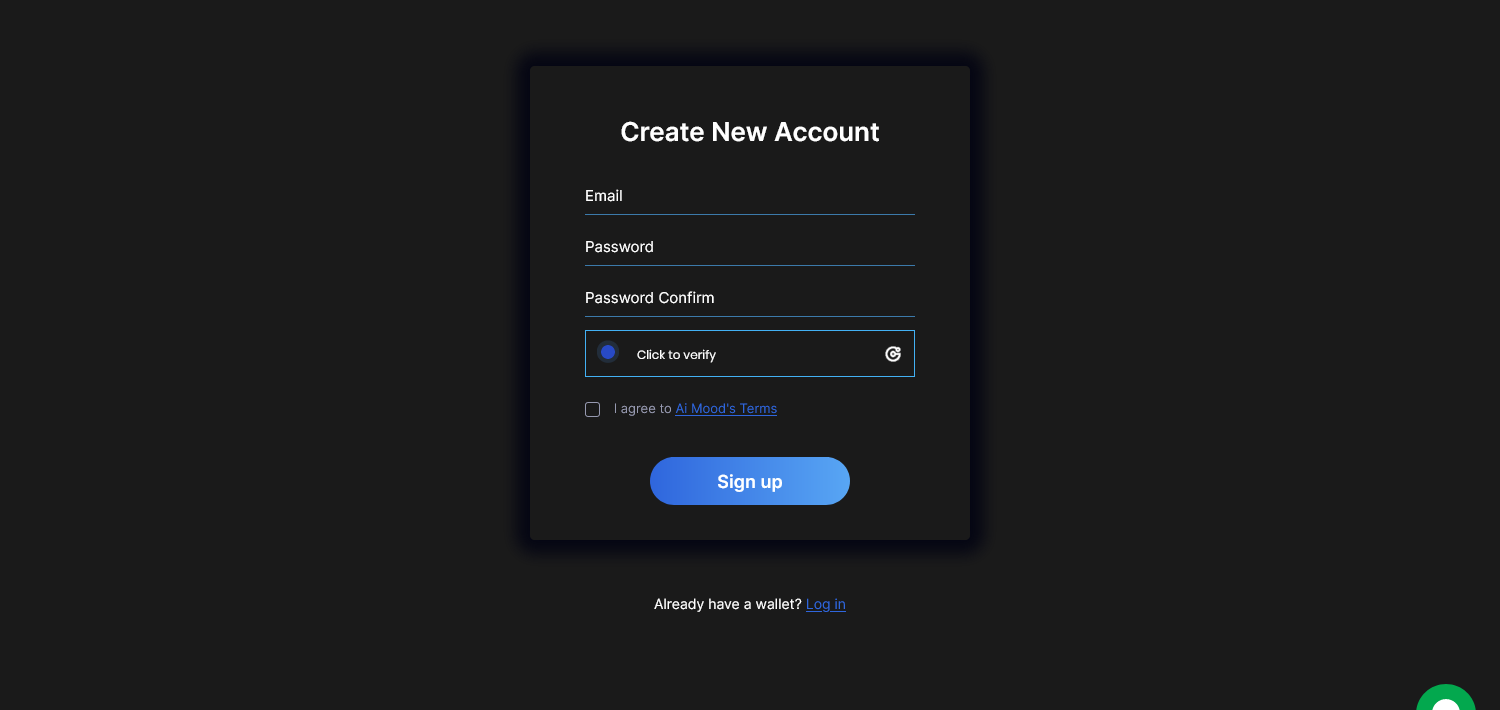 Create New Account
Email
Password
Password Confirm
Click to verify
I agree to Ai Mood's Terms
Sign up
Already have a wallet? Log in